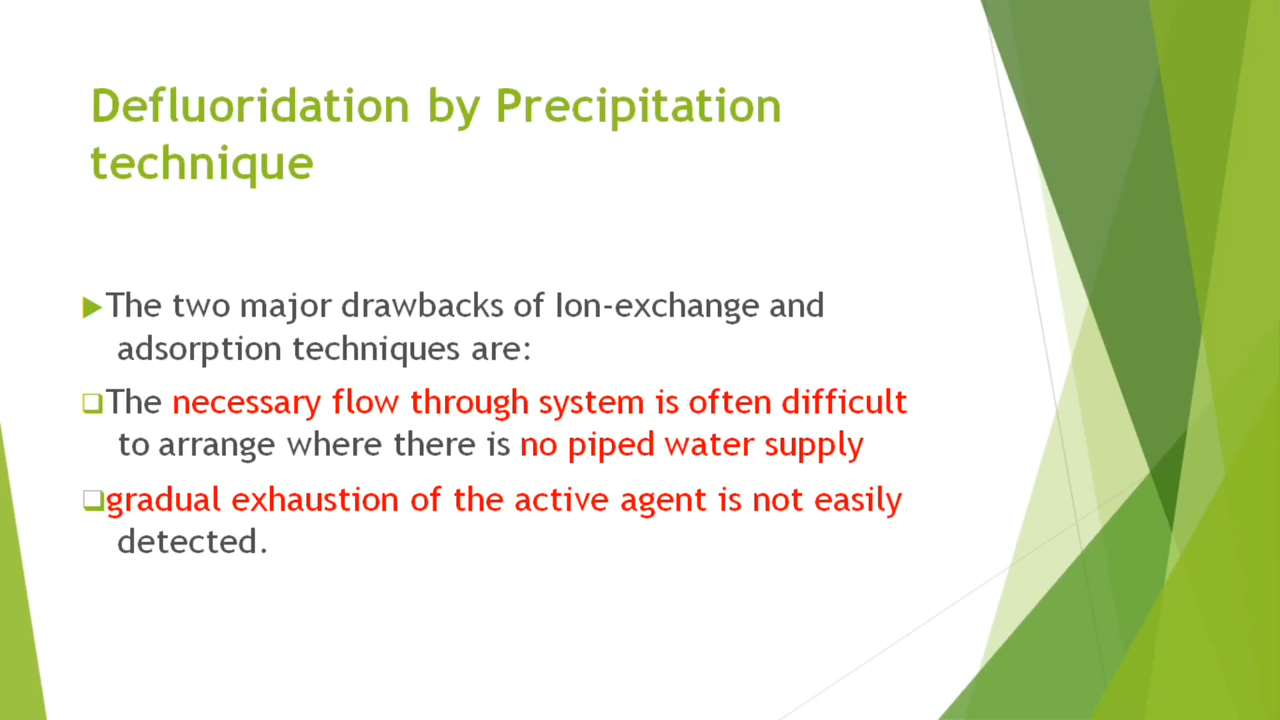 Defluoridation by Precipitation
technique
The two major drawbacks of Ion-exchange and
adsorption techniques are:
The necessary flow through system is often difficult
to arrange where there is no piped water supply
gradual exhaustion of the active agent is not easily
detected.